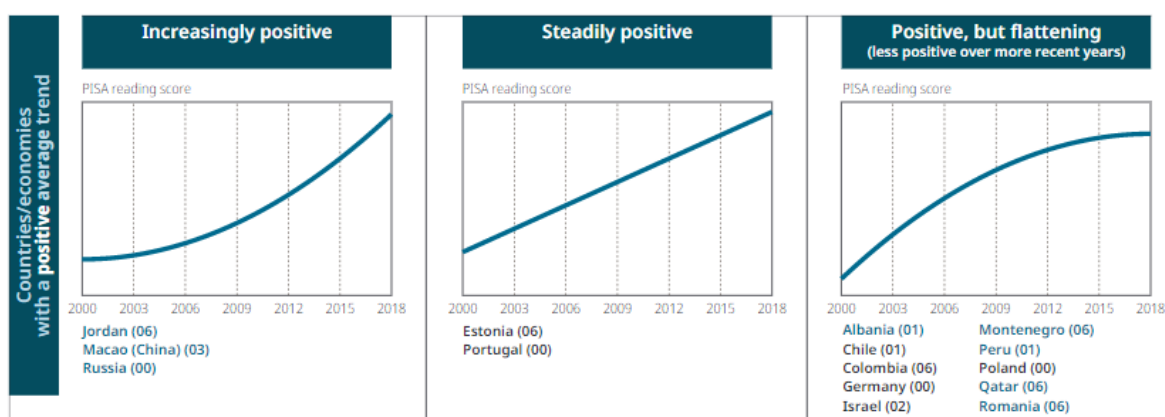 Countries/economies
with a positive average trend
Increasingly positive
PISA reading score
2000 2003 2006 2009 2012 2015 2018
Jordan (06)
Macao (China) (03)
Russia (00)
Steadily positive
PISA reading score
2000 2003 2006 2009 2012 2015 2018
Estonia (06)
Portugal (00)
Positive, but flattening
(less positive over more recent years)
PISA reading score
2000 2003 2006 2009 2012 2015 2018
Albania (01)
Chile (01)
Colombia (06)
Germany (00)
Israel (02)
Montenegro (06)
Peru (01)
Poland (00)
Qatar (06)
Romania (06)